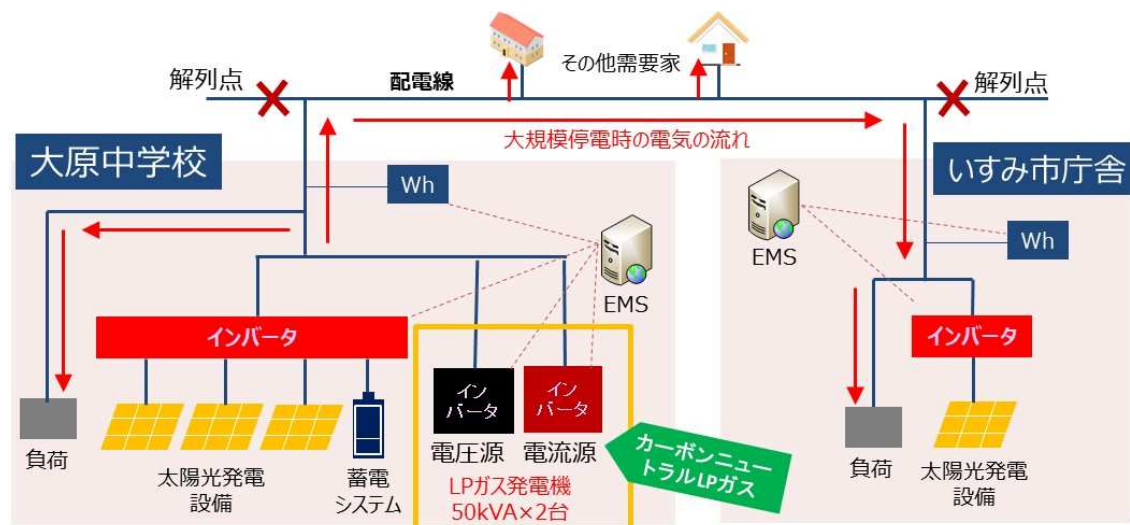 解列点
配電線
その他需要家
解列点
大規模停電時の電気の流れ
大原中学校
Wh
EMS
インバータ
イン
バータ
イン
バータ
電圧源
電流源
LPガス発電機
50kVA×2台
カーボンニュー
トラルLPガス
負荷
太陽光発電
設備
蓄電
システム
いすみ市庁舎
EMS
Wh
インバータ
負荷
太陽光発電
設備